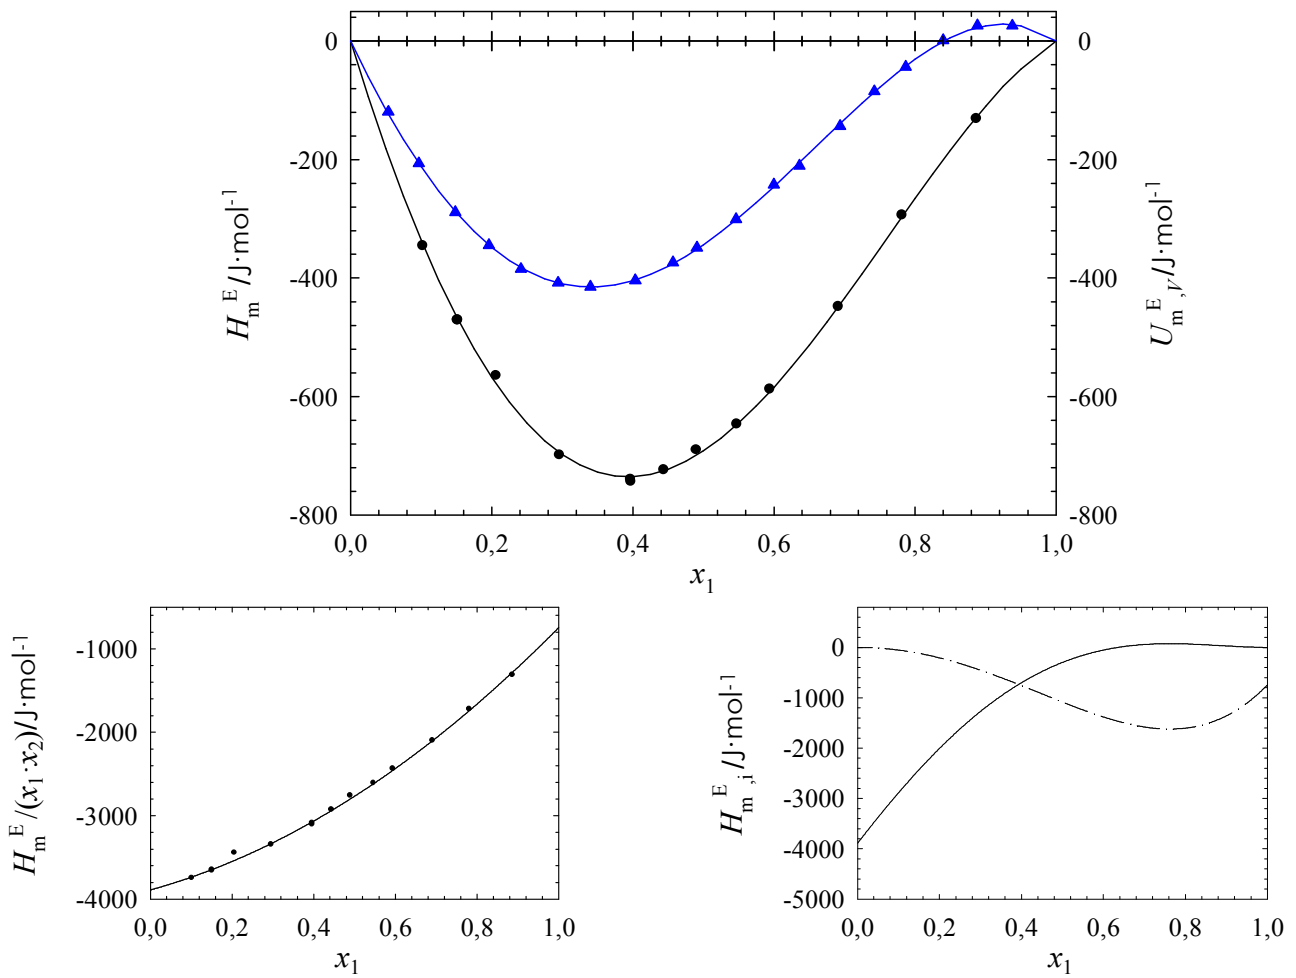 0
-200
-400
-600
-800
H_m^E/J·mol^-1
0
-200
-400
-600
-800
U_m^E,V/J·mol^-1
0,0 0,2 0,4 0,6 0,8 1,0
x_1
-1000
-2000
-3000
-4000
H_m^E/(x_1·x_2)/J·mol^-1
0,0 0,2 0,4 0,6 0,8 1,0
x_1
0
-1000
-2000
-3000
-4000
-5000
H_m^E,i/J·mol^-1
0,0 0,2 0,4 0,6 0,8 1,0
x_1